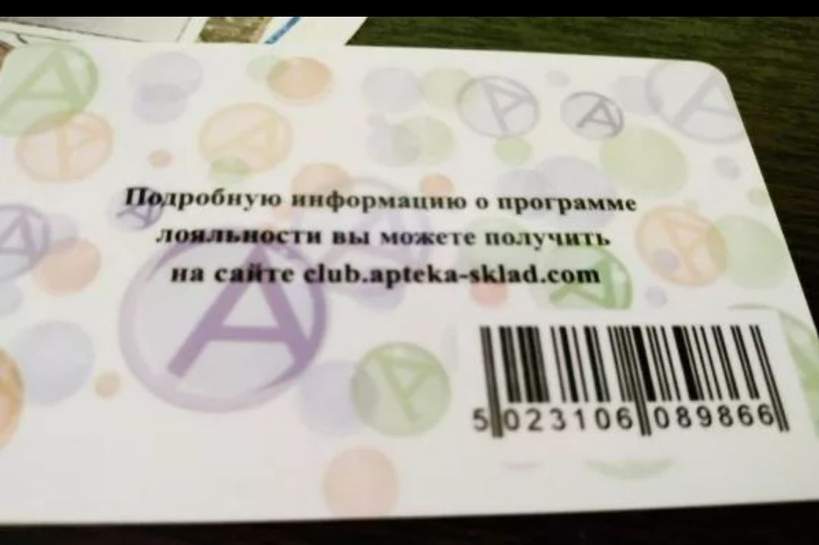 Подробную информацию о программе
лояльности вы можете получить
на сайте club.apteka-sklad.com
5 023106 089866